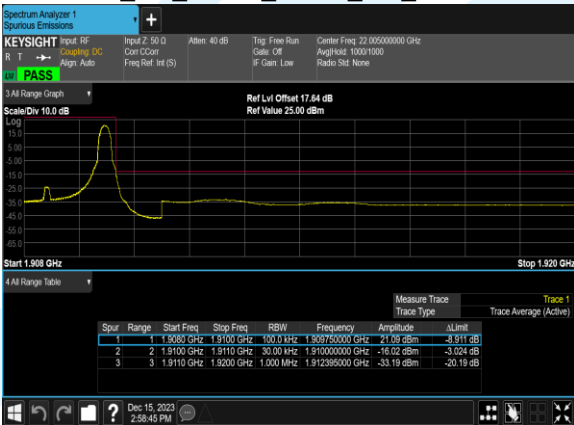 Spectrum Analyzer 1
Spurious Emissions
+
KEYSIGHT Input: RF Input Z: 50 Ω Atten: 40 dB Trig: Free Run Center Freq: 22.005000000 GHz
R T Coupling: DC Corr CCorr Gate: Off Avg|Hold: 1000/1000
Align: Auto Freq Ref: Int (S) IF Gain: Low Radio Std: None
PASS
3 All Range Graph Ref Lvl Offset 17.64 dB
Scale/Div 10.0 dB Ref Value 25.00 dBm
Log
15.0
5.00
-5.00
-15.0
-25.0
-35.0
-45.0
-55.0
-65.0
Start 1.908 GHz Stop 1.920 GHz
4 All Range Table
Measure Trace Trace 1
Trace Type Trace Average (Active)
Spur Range Start Freq Stop Freq RBW Frequency Amplitude ΔLimit
1 1 1.9080 GHz 1.9100 GHz 100.0 kHz 1.909750000 GHz 21.09 dBm -8.911 dB
2 2 1.9100 GHz 1.9110 GHz 30.00 kHz 1.910000000 GHz -16.02 dBm -3.024 dB
3 3 1.9110 GHz 1.9200 GHz 1.000 MHz 1.912395000 GHz -33.19 dBm -20.19 dB
? Dec 15, 2023
2:58:45 PM